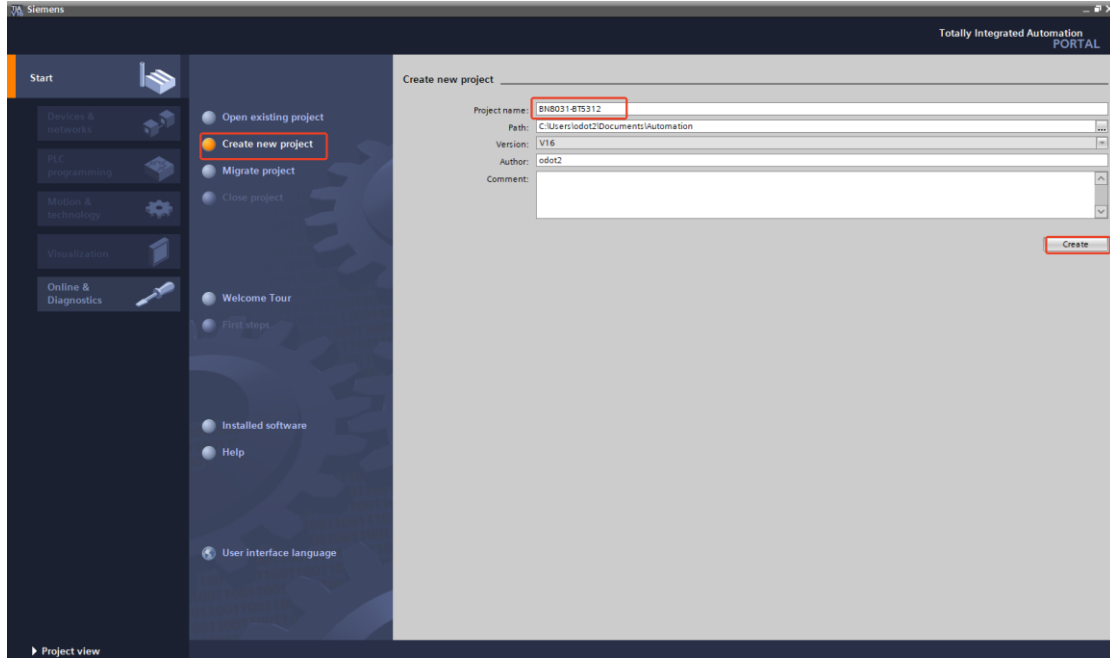 Siemens
Totally Integrated Automation
PORTAL
Start
Devices &
networks
PLC
programming
Motion &
technology
Visualization
Online &
Diagnostics
Open existing project
Create new project
Migrate project
Close project
Welcome Tour
First steps
Installed software
Help
User interface language
Create new project
Project name: BN8031-BT5312
Path: C:\Users\odot2\Documents\Automation
...
Version: V16
Author: odot2
Comment:
Create
Project view